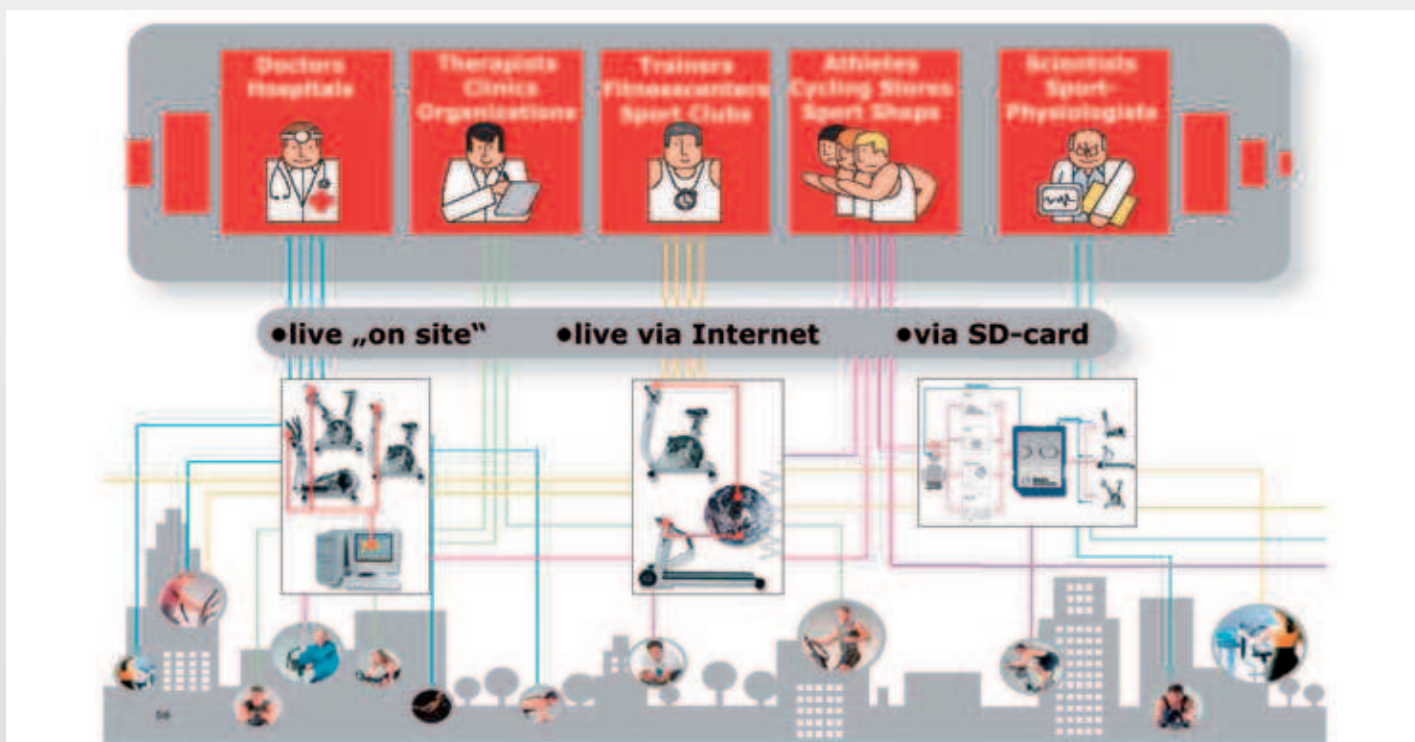 Doctors
Hospitals
Therapists
Clinics
Organizations
Trainers
Fitnesscenters
Sport Clubs
Athletes
Cycling Stores
Sport Shops
Scientists
Sport-
Physiologists
•live „on site“ •live via Internet •via SD-card
56